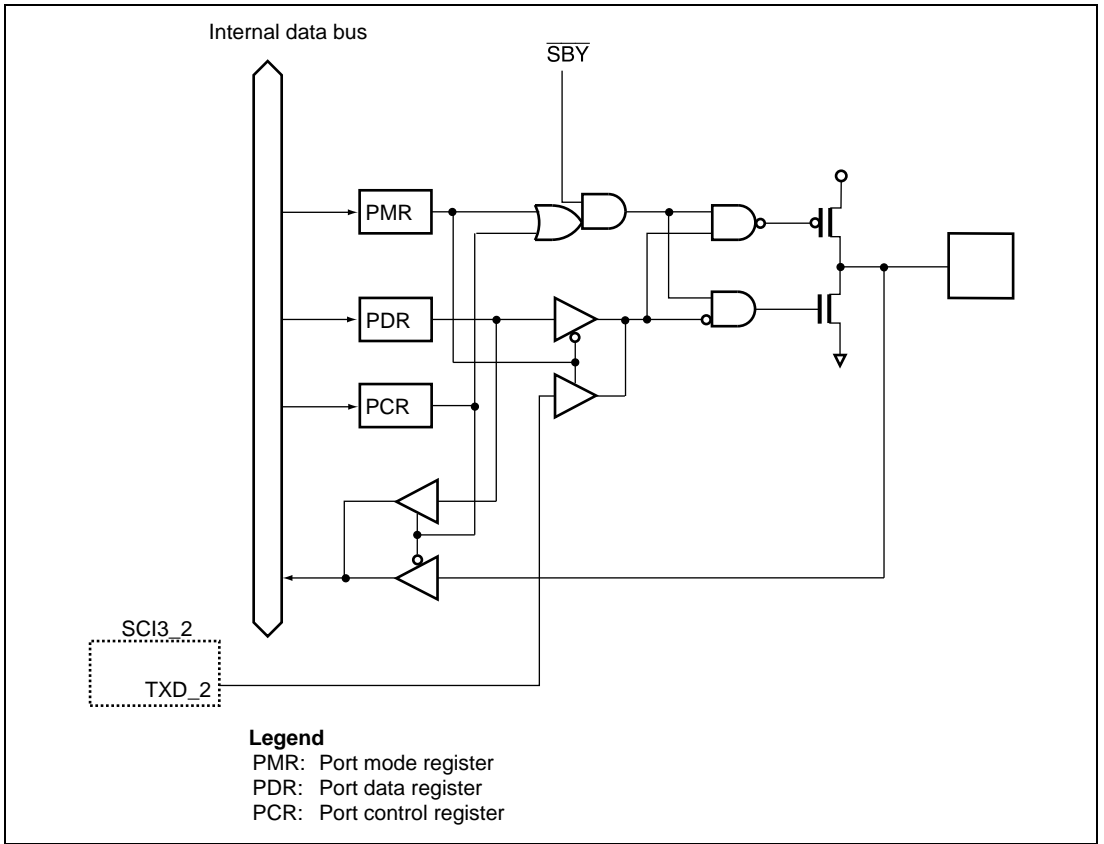 Internal data bus
SBY
PMR
PDR
PCR
SCI3_2
TXD_2
Legend
PMR: Port mode register
PDR: Port data register
PCR: Port control register